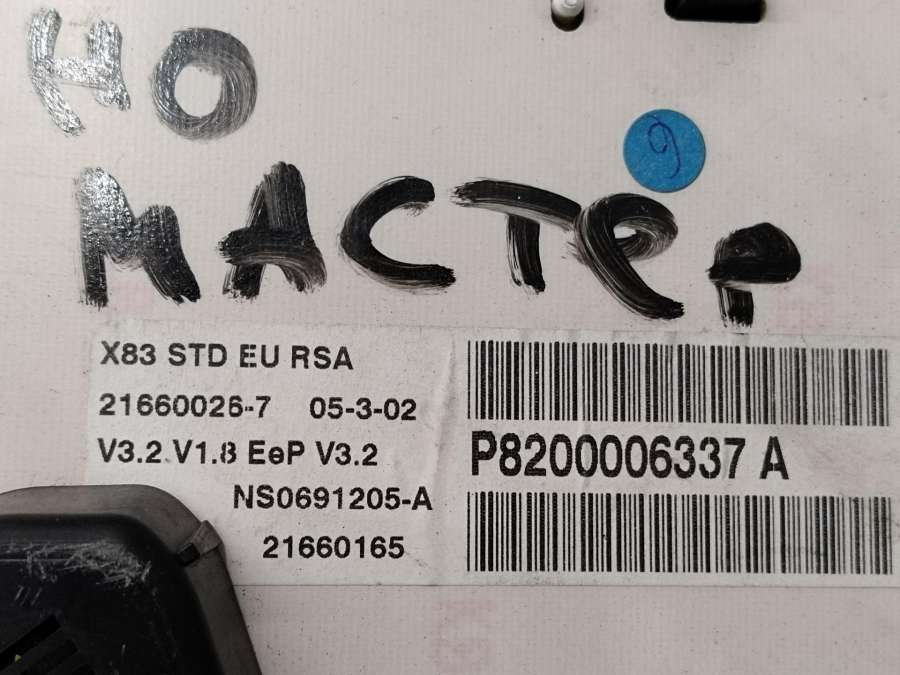 НО
9
МАСТЕР
X83 STD EU RSA
21660026-7 05-3-02
V3.2 V1.8 EeP V3.2
NS0691205-A
21660165
P8200006337 A